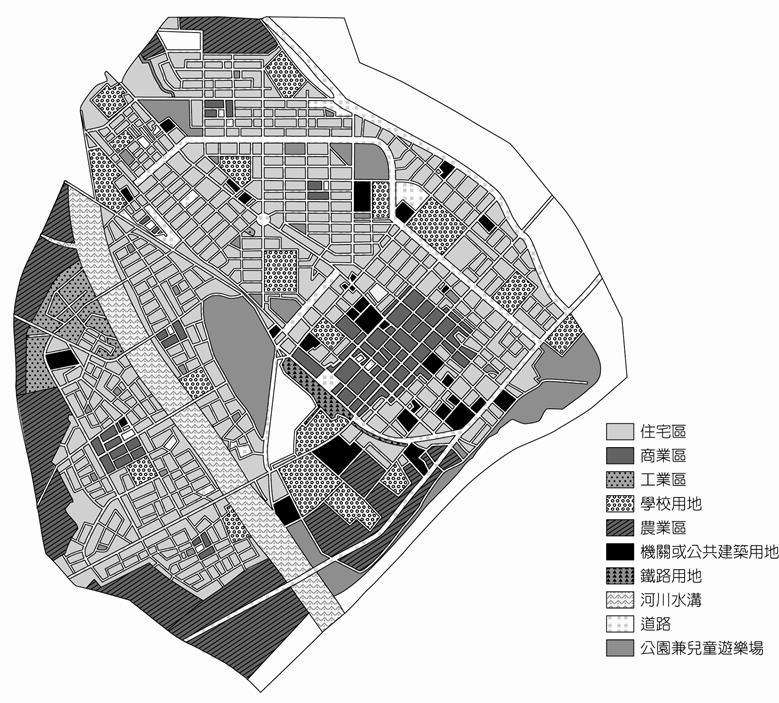 住宅區
商業區
工業區
學校用地
農業區
機關或公共建築用地
鐵路用地
河川水溝
道路
公園兼兒童遊樂場